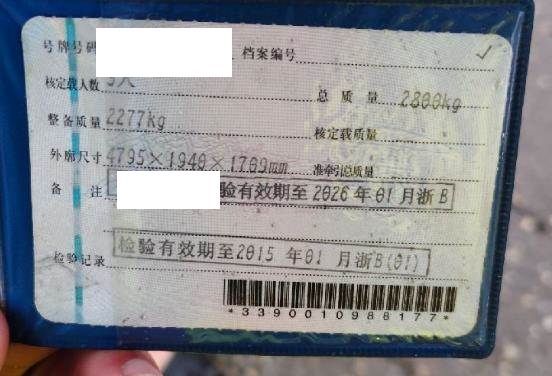 号牌号码 档案编号
核定载人数 5人 总质量 2800kg
整备质量 2277kg 核定载质量
外廓尺寸 4795×1940×1709mm 准牵引总质量
备注 验有效期至2026年01月浙B
检验记录 检验有效期至2015年01月浙B(01)
*3390010988177*